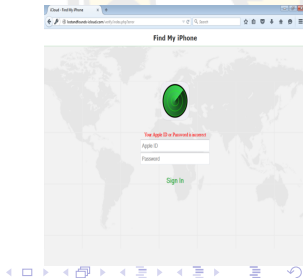 iCloud - Find My iPhone
Search
Find My iPhone
Your Apple ID or Password is incorrect
Apple ID
Password
Sign In